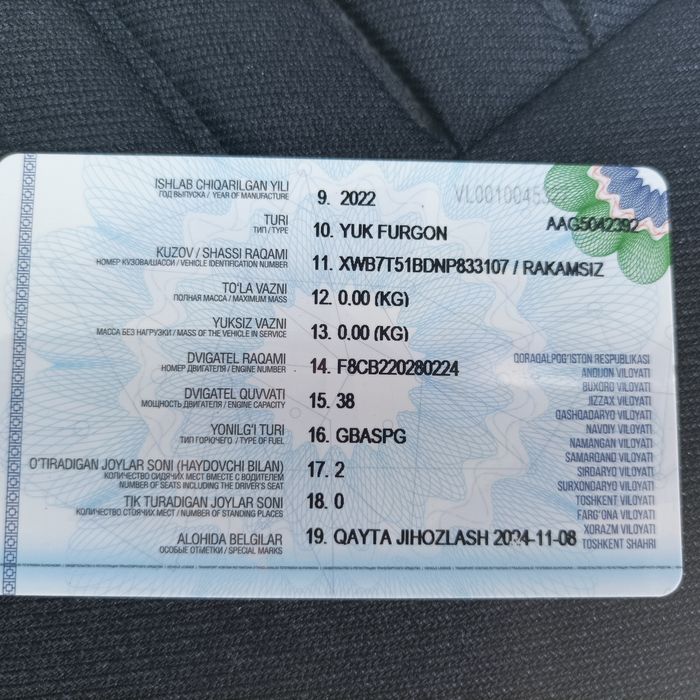 ISHLAB CHIQARILGAN YILI 9. 2022
ГОД ВЫПУСКА / YEAR OF MANUFACTURE
VL0010045
AAG5042392
TURI 10. YUK FURGON
ТИП / TYPE
KUZOV / SHASSI RAQAMI 11. XWB7T51BDNP833107 / RAKAMSIZ
НОМЕР КУЗОВА/ШАССИ / VEHICLE IDENTIFICATION NUMBER
TO'LA VAZNI 12. 0.00 (KG)
ПОЛНАЯ МАССА / MAXIMUM MASS
YUKSIZ VAZNI 13. 0.00 (KG)
МАССА БЕЗ НАГРУЗКИ / MASS OF THE VEHICLE IN SERVICE
DVIGATEL RAQAMI 14. F8CB220280224
НОМЕР ДВИГАТЕЛЯ / ENGINE NUMBER
DVIGATEL QUVVATI 15. 38
МОЩНОСТЬ ДВИГАТЕЛЯ / ENGINE CAPACITY
YONILG'I TURI 16. GBASPG
ТИП ГОРЮЧЕГО / TYPE OF FUEL
O'TIRADIGAN JOYLAR SONI (HAYDOVCHI BILAN) 17. 2
КОЛИЧЕСТВО СИДЯЧИХ МЕСТ ВМЕСТЕ С ВОДИТЕЛЕМ
NUMBER OF SEATS INCLUDING THE DRIVER'S SEAT
TIK TURADIGAN JOYLAR SONI 18. 0
КОЛИЧЕСТВО СТОЯЧИХ МЕСТ / NUMBER OF STANDING PLACES
ALOHIDA BELGILAR 19. QAYTA JIHOZLASH 2024-11-08
ОСОБЫЕ ОТМЕТКИ / SPECIAL MARKS
QORAQALPOG'ISTON RESPUBLIKASI
ANDIJON VILOYATI
BUXORO VILOYATI
JIZZAX VILOYATI
QASHQADARYO VILOYATI
NAVOIY VILOYATI
NAMANGAN VILOYATI
SAMARQAND VILOYATI
SIRDARYO VILOYATI
SURXONDARYO VILOYATI
TOSHKENT VILOYATI
FARG'ONA VILOYATI
XORAZM VILOYATI
TOSHKENT SHAHRI